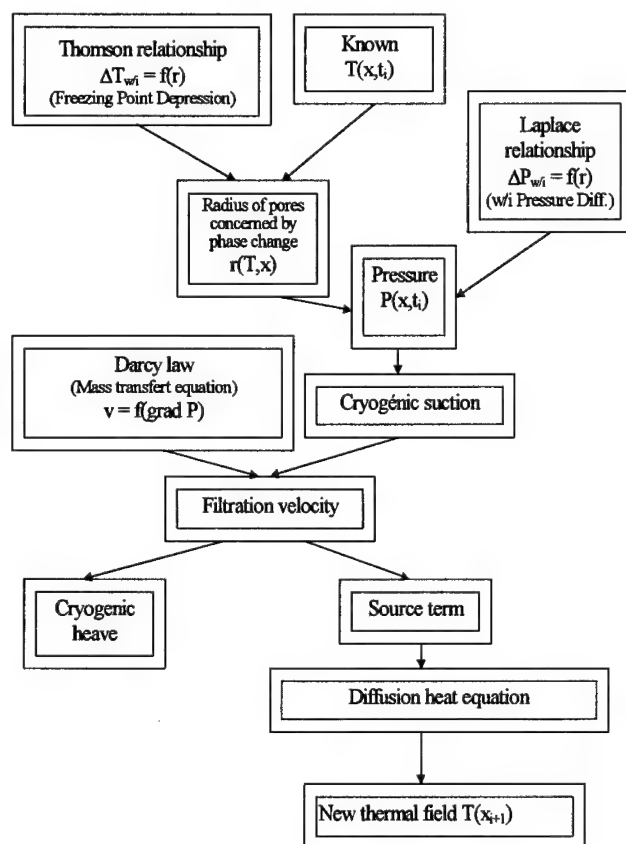 Thomson relationship
ΔTw/i = f(r)
(Freezing Point Depression)
Known
T(x,ti)
Laplace
relationship
ΔPw/i = f(r)
(w/i Pressure Diff.)
Radius of pores
concerned by
phase change
r(T,x)
Pressure
P(x,ti)
Darcy law
(Mass transfert equation)
v = f(grad P)
Cryogénic suction
Filtration velocity
Cryogenic
heave
Source term
Diffusion heat equation
New thermal field T(xi+1)